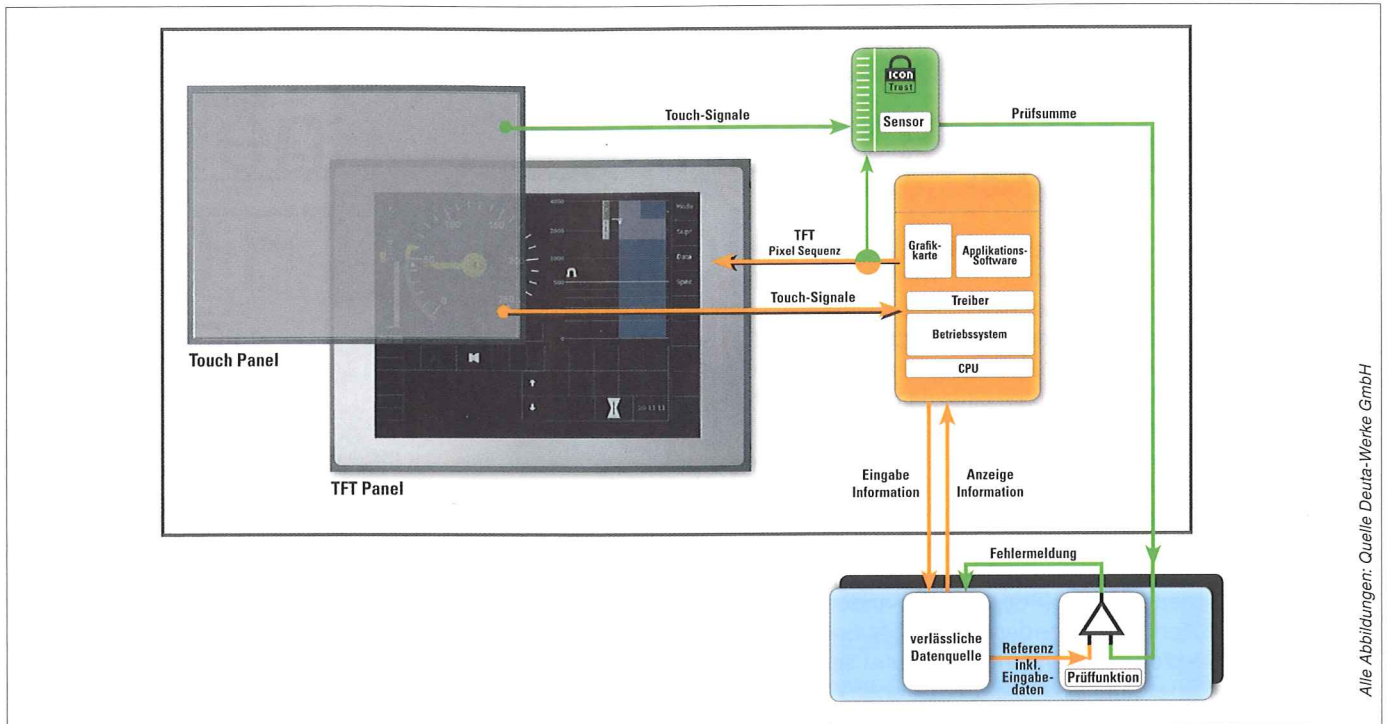 icon
Trust
Sensor
Touch-Signale
Prüfsumme
TFT
Pixel Sequenz
Grafik-
karte
Applikations-
Software
Touch-Signale
Treiber
Betriebssystem
CPU
Touch Panel
TFT Panel
Eingabe
Information
Anzeige
Information
Fehlermeldung
verlässliche
Datenquelle
Referenz
inkl.
Eingabe-
daten
Prüffunktion
Alle Abbildungen: Quelle Deuta-Werke GmbH